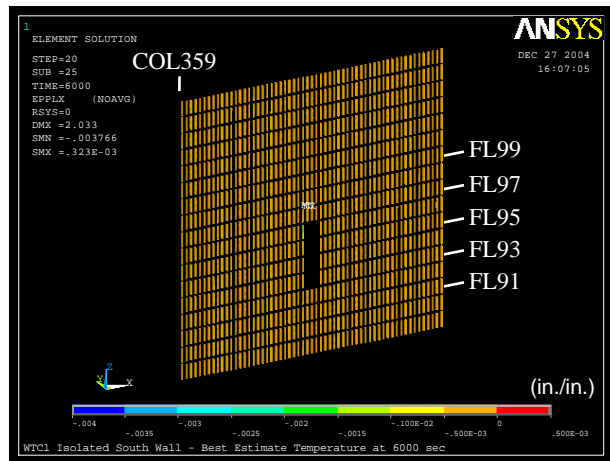 1
ANSYS
ELEMENT SOLUTION
DEC 27 2004
16:07:05
STEP=20
SUB =25
TIME=6000
EPPLX (NOAVG)
RSYS=0
DMX =2.033
SMN =-.003766
SMX =.323E-03
COL359
FL99
FL97
FL95
FL93
FL91
Z
Y
X
(in./in.)
-.004 -.003 -.002 -.100E-02 0
-.0035 -.0025 -.0015 -.500E-03 .500E-03
WTC1 Isolated South Wall - Best Estimate Temperature at 6000 sec